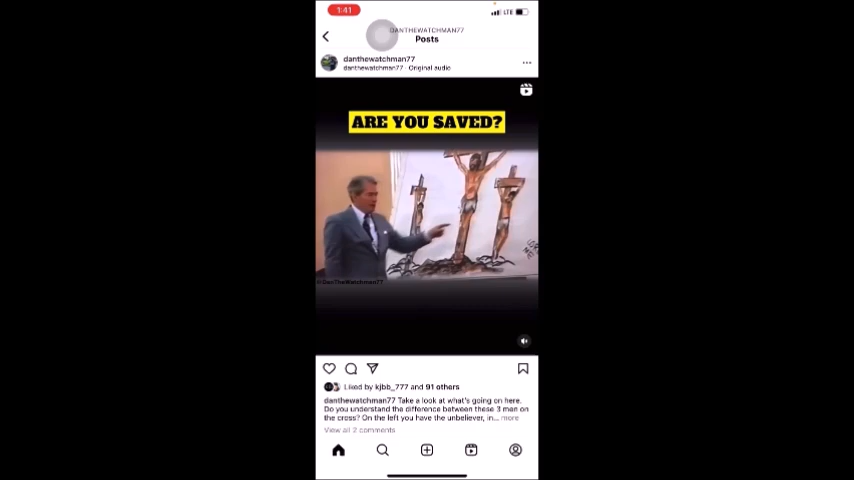 1:41
LTE
DANTHEWATCHMAN77
Posts
danthewatchman77
danthewatchman77 · Original audio
ARE YOU SAVED?
@DanTheWatchman77
Liked by kjbb_777 and 91 others
danthewatchman77 Take a look at what's going on here.
Do you understand the difference between these 3 men on
the cross? On the left you have the unbeliever, in... more
View all 2 comments